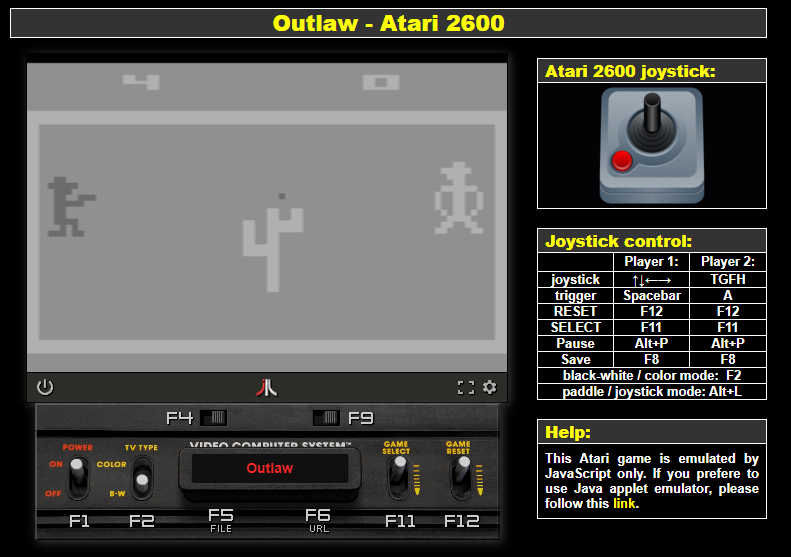 Outlaw - Atari 2600
4 0
Atari 2600 joystick:
Joystick control:
Player 1: Player 2:
joystick ↑↓←→ TGFH
trigger Spacebar A
RESET F12 F12
SELECT F11 F11
Pause Alt+P Alt+P
Save F8 F8
black-white / color mode: F2
paddle / joystick mode: Alt+L
Help:
This Atari game is emulated by
JavaScript only. If you prefere to
use Java applet emulator, please
follow this link.
F4 F9
POWER TV TYPE VIDEO COMPUTER SYSTEM™ GAME SELECT GAME RESET
ON COLOR
Outlaw
OFF B·W
F1 F2 F5 F6 F11 F12
FILE URL